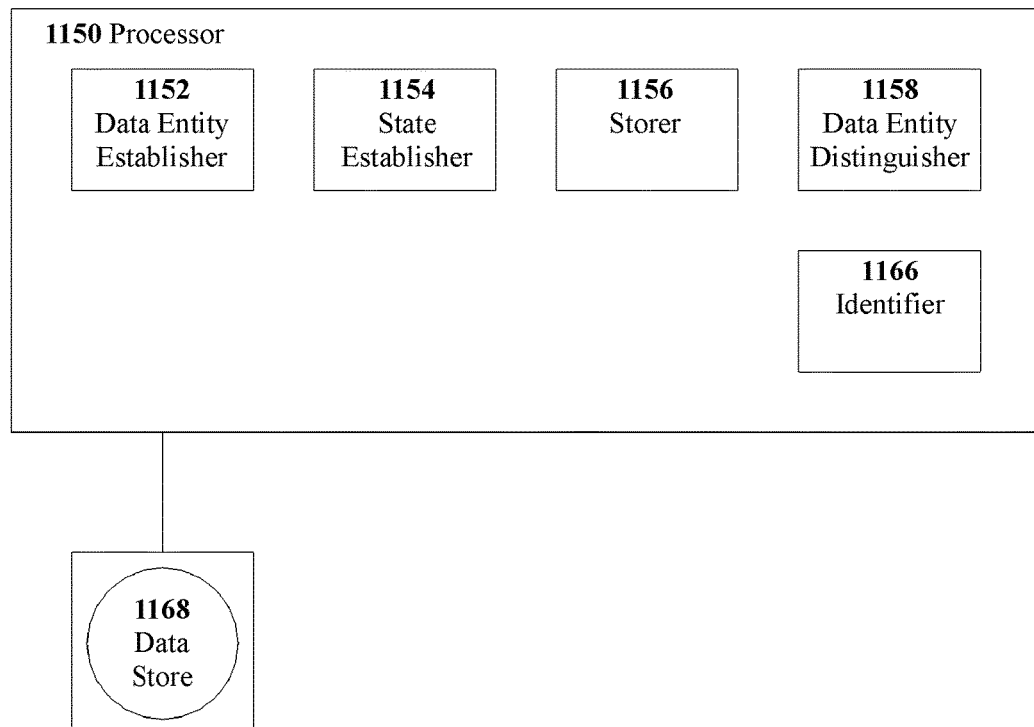 1150 Processor
1152
Data Entity
Establisher
1154
State
Establisher
1156
Storer
1158
Data Entity
Distinguisher
1166
Identifier
1168
Data
Store